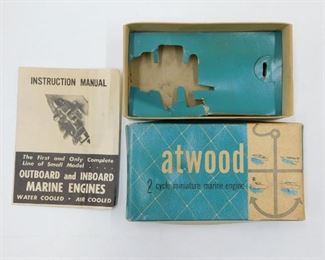 INSTRUCTION MANUAL
The First and Only Complete
Line of Small Model
OUTBOARD and INBOARD
MARINE ENGINES
WATER COOLED • AIR COOLED
atwood
2 cycle miniature marine engine